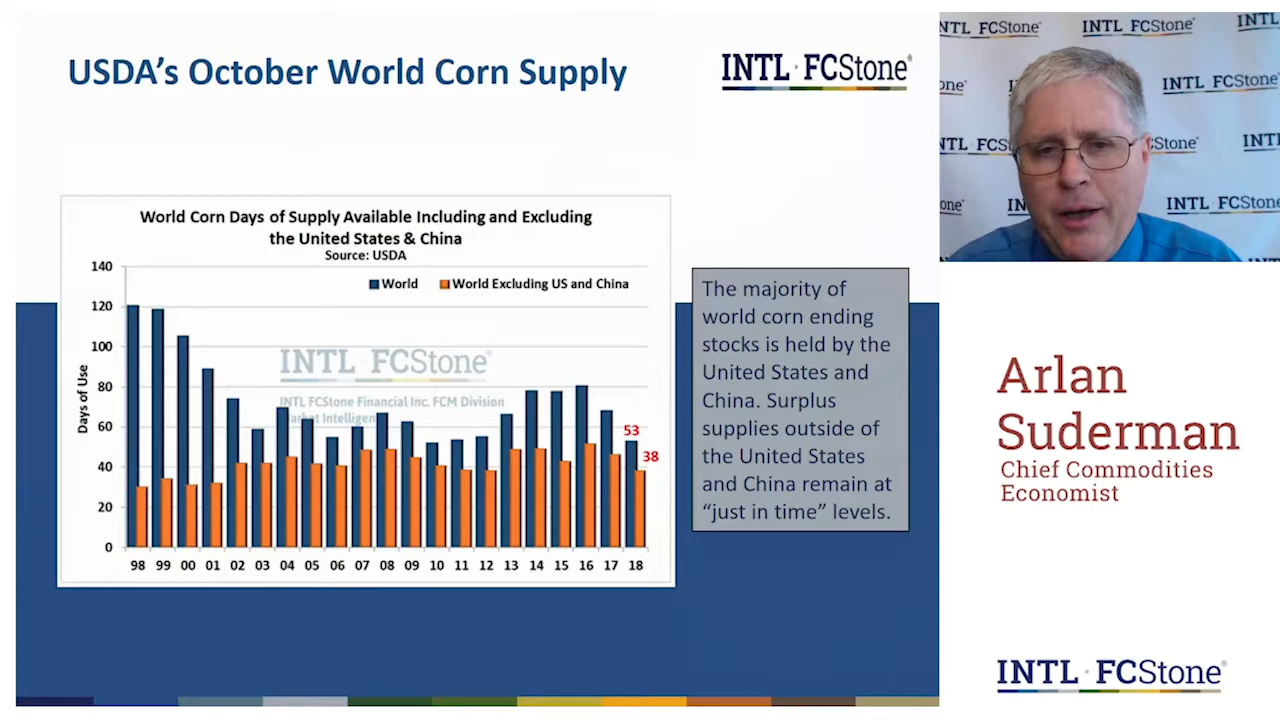 USDA's October World Corn Supply
INTL FCStone®
World Corn Days of Supply Available Including and Excluding
the United States & China
Source: USDA
World
World Excluding US and China
140
120
100
80
60
40
20
0
Days of Use
INTL FCStone®
INTL FCStone Financial Inc. FCM Division
53
38
98 99 00 01 02 03 04 05 06 07 08 09 10 11 12 13 14 15 16 17 18
The majority of
world corn ending
stocks is held by the
United States and
China. Surplus
supplies outside of
the United States
and China remain at
“just in time” levels.
INTL FCStone®
INTL FCStone®
INTL
INTL FCStone®
INTL
INTL FCStone
Arlan
Suderman
Chief Commodities
Economist
INTL FCStone®